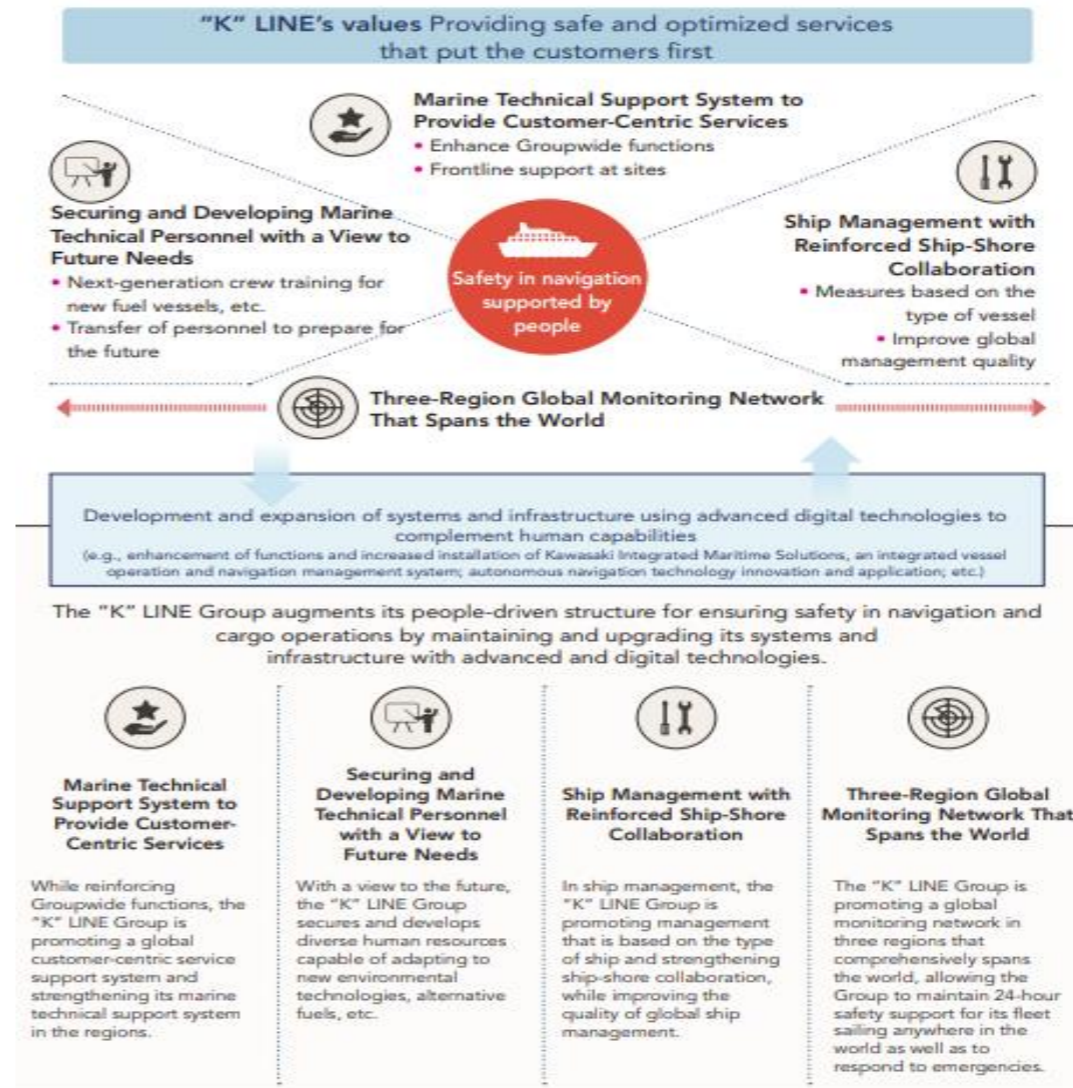 "K" LINE's values Providing safe and optimized services
that put the customers first
Marine Technical Support System to
Provide Customer-Centric Services
• Enhance Groupwide functions
• Frontline support at sites
Securing and Developing Marine
Technical Personnel with a View to
Future Needs
• Next-generation crew training for
new fuel vessels, etc.
• Transfer of personnel to prepare for
the future
Safety in navigation
supported by
people
Ship Management with
Reinforced Ship-Shore
Collaboration
• Measures based on the
type of vessel
• Improve global
management quality
Three-Region Global Monitoring Network
That Spans the World
Development and expansion of systems and infrastructure using advanced digital technologies to
complement human capabilities
(e.g., enhancement of functions and increased installation of Kawasaki Integrated Maritime Solutions, an integrated vessel
operation and navigation management system; autonomous navigation technology innovation and application; etc.)
The "K" LINE Group augments its people-driven structure for ensuring safety in navigation and
cargo operations by maintaining and upgrading its systems and
infrastructure with advanced and digital technologies.
Marine Technical
Support System to
Provide Customer-
Centric Services
While reinforcing
Groupwide functions, the
"K" LINE Group is
promoting a global
customer-centric service
support system and
strengthening its marine
technical support system
in the regions.
Securing and
Developing Marine
Technical Personnel
with a View to
Future Needs
With a view to the future,
the "K" LINE Group
secures and develops
diverse human resources
capable of adapting to
new environmental
technologies, alternative
fuels, etc.
Ship Management with
Reinforced Ship-Shore
Collaboration
In ship management, the
"K" LINE Group is
promoting management
that is based on the type
of ship and strengthening
ship-shore collaboration,
while improving the
quality of global ship
management.
Three-Region Global
Monitoring Network That
Spans the World
The "K" LINE Group is
promoting a global
monitoring network in
three regions that
comprehensively spans
the world, allowing the
Group to maintain 24-hour
safety support for its fleet
sailing anywhere in the
world as well as to
respond to emergencies.